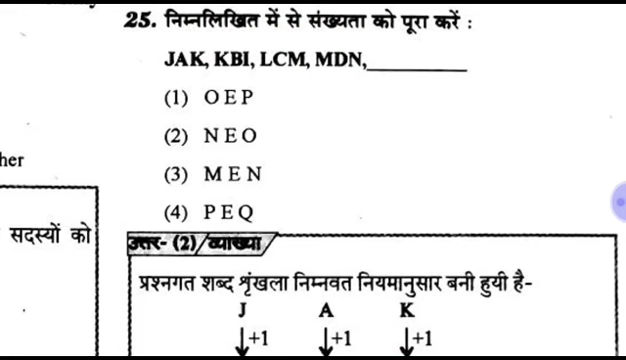 25. निम्नलिखित में से संख्यता को पूरा करें :
JAK, KBI, LCM, MDN,__________
(1) O E P
(2) N E O
her
(3) M E N
(4) P E Q
सदस्यों को
उत्तर- (2)/व्याख्या
प्रश्नगत शब्द शृंखला निम्नवत नियमानुसार बनी हुयी है-
J A K
+1 +1 +1